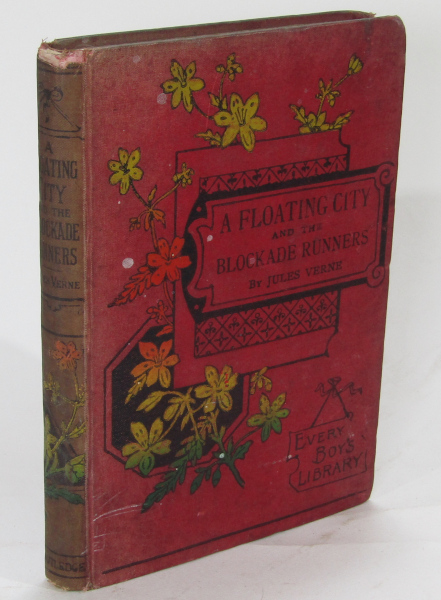 A
FLOATING
CITY
AND THE
BLOCKADE
RUNNERS
VERNE
A FLOATING CITY
AND THE
BLOCKADE RUNNERS
BY JULES VERNE
EVERY
BOY'S
LIBRARY